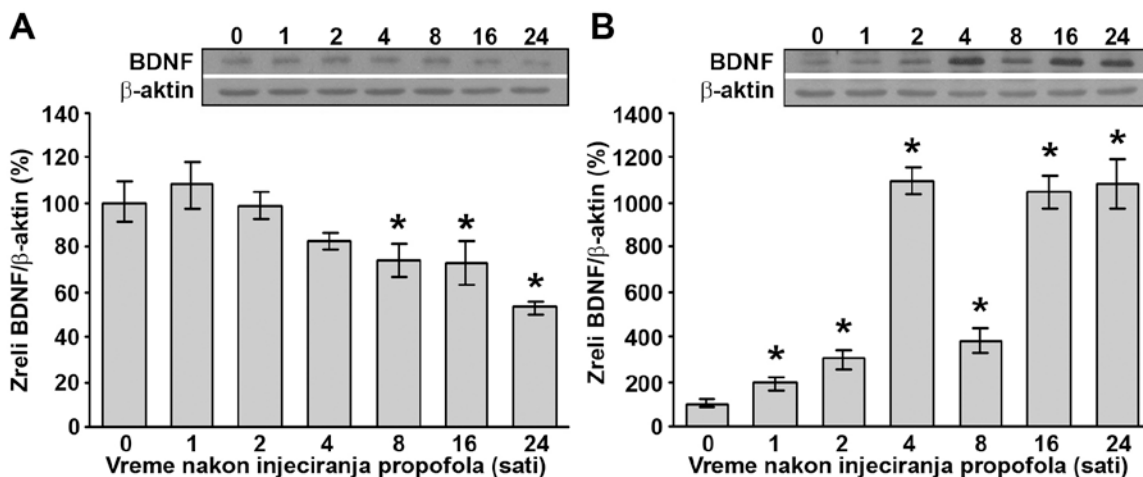 A
0 1 2 4 8 16 24
BDNF
β-aktin
Zreli BDNF/β-aktin (%)
140
120
100
80
60
40
20
0
* * *
0 1 2 4 8 16 24
Vreme nakon injeciranja propofola (sati)
B
0 1 2 4 8 16 24
BDNF
β-aktin
Zreli BDNF/β-aktin (%)
1400
1200
1000
800
600
400
200
0
* * * * * *
0 1 2 4 8 16 24
Vreme nakon injeciranja propofola (sati)